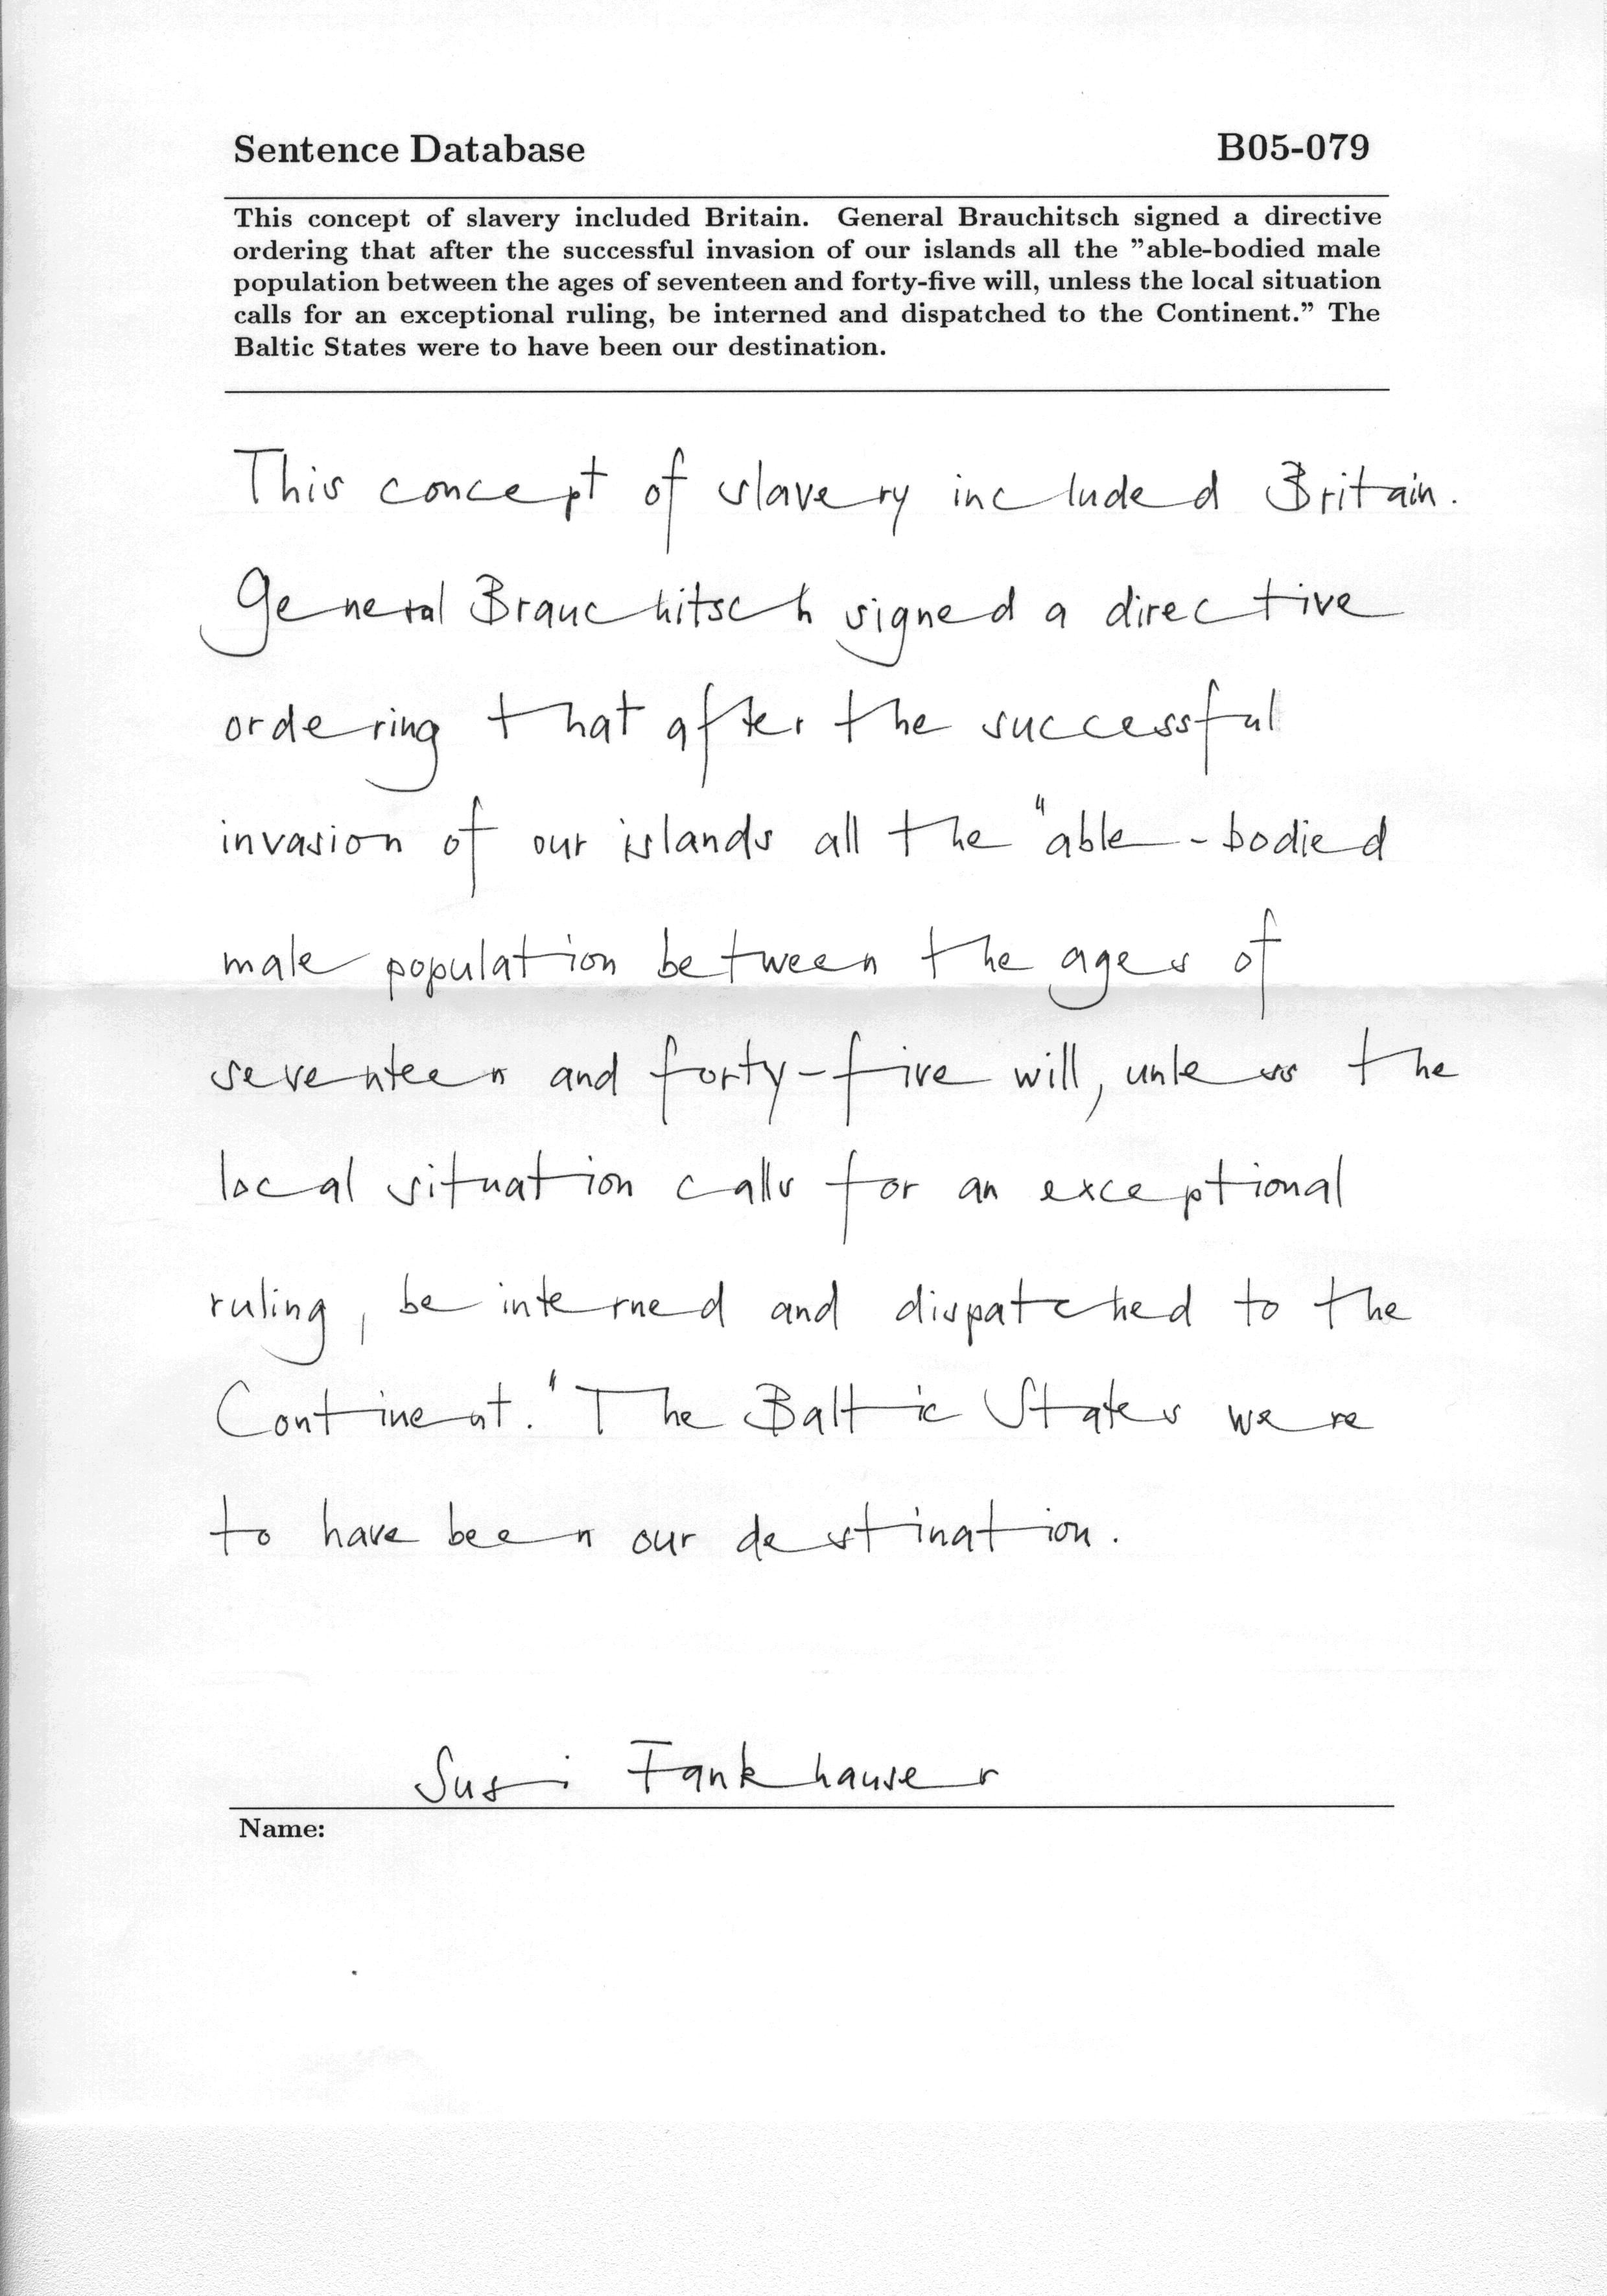 Sentence Database B05-079
This concept of slavery included Britain. General Brauchitsch signed a directive
ordering that after the successful invasion of our islands all the ”able-bodied male
population between the ages of seventeen and forty-five will, unless the local situation
calls for an exceptional ruling, be interned and dispatched to the Continent.” The
Baltic States were to have been our destination.
This concept of slavery included Britain.
General Brauchitsch signed a directive
ordering that after the successful
invasion of our islands all the "able-bodied
male population between the ages of
seventeen and forty-five will, unless the
local situation calls for an exceptional
ruling, be interned and dispatched to the
Continent." The Baltic States were
to have been our destination.
Susi Fankhauser
Name: